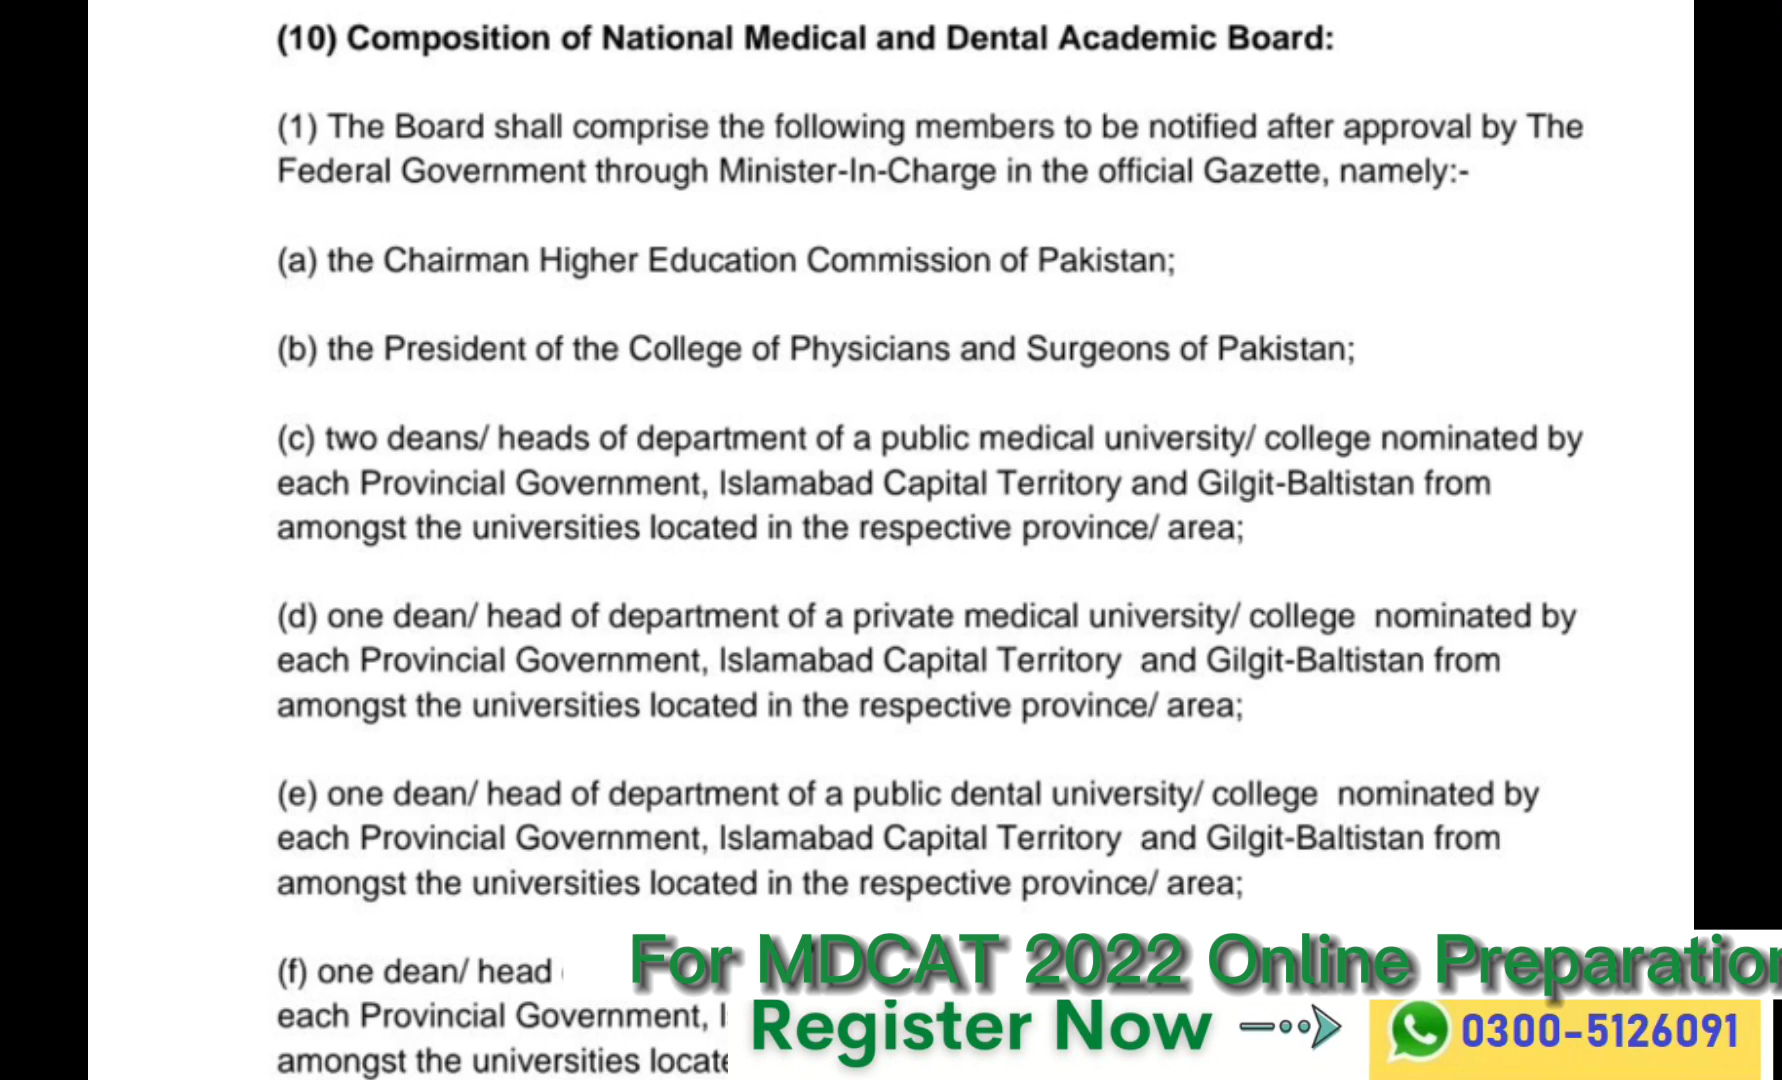 (10) Composition of National Medical and Dental Academic Board:
(1) The Board shall comprise the following members to be notified after approval by The
Federal Government through Minister-In-Charge in the official Gazette, namely:-
(a) the Chairman Higher Education Commission of Pakistan;
(b) the President of the College of Physicians and Surgeons of Pakistan;
(c) two deans/ heads of department of a public medical university/ college nominated by
each Provincial Government, Islamabad Capital Territory and Gilgit-Baltistan from
amongst the universities located in the respective province/ area;
(d) one dean/ head of department of a private medical university/ college  nominated by
each Provincial Government, Islamabad Capital Territory  and Gilgit-Baltistan from
amongst the universities located in the respective province/ area;
(e) one dean/ head of department of a public dental university/ college  nominated by
each Provincial Government, Islamabad Capital Territory  and Gilgit-Baltistan from
amongst the universities located in the respective province/ area;
(f) one dean/ head
each Provincial Government,
amongst the universities
For MDCAT 2022 Online Preparation
Register Now
0300-5126091